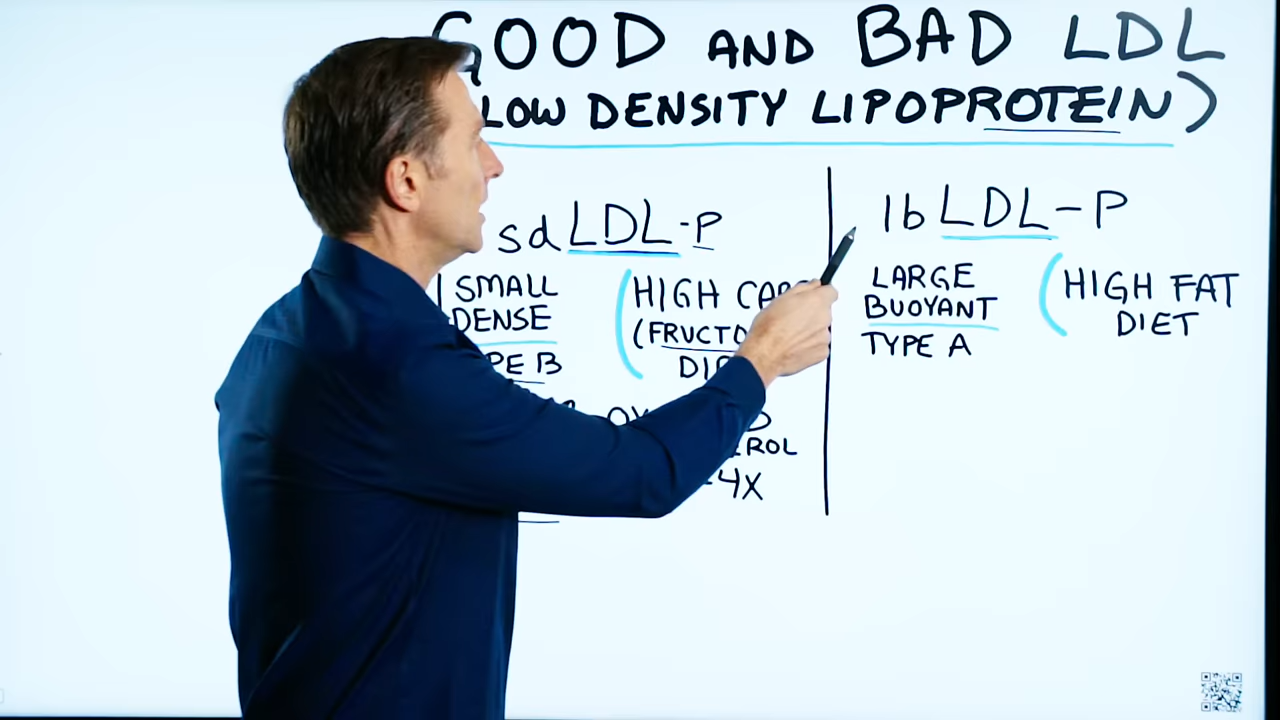 GOOD AND BAD LDL
LOW DENSITY LIPOPROTEIN)
sd LDL-P
SMALL
DENSE
B
HIGH
DIET
4X
lb LDL-P
LARGE
BUOYANT
TYPE A
HIGH FAT
DIET